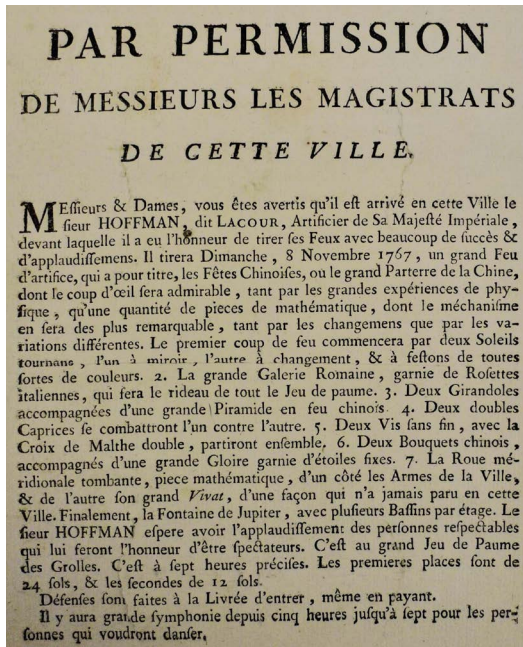 PAR PERMISSION
DE MESSIEURS LES MAGISTRATS
DE CETTE VILLE.
MEſſieurs & Dames, vous êtes avertis qu'il eſt arrivé en cette Ville le
ſieur HOFFMAN, dit LACOUR, Artificier de Sa Majeſté Impériale,
devant laquelle il a eu l'honneur de tirer ſes Feux avec beaucoup de ſuccès &
d'applaudiſſemens. Il tirera Dimanche, 8 Novembre 1767, un grand Feu
d'artifice, qui a pour titre, les Fêtes Chinoiſes, ou le grand Parterre de la Chine,
dont le coup d'œil ſera admirable, tant par les grandes expériences de phy-
ſique, qu'une quantité de pieces de mathématique, dont le méchaniſme
en ſera des plus remarquable, tant par les changemens que par les va-
riations différentes. Le premier coup de feu commencera par deux Soleils
tournans, l'un à miroir, l'autre à changement, & à feſtons de toutes
ſortes de couleurs. 2. La grande Galerie Romaine, garnie de Roſettes
italiennes, qui fera le rideau de tout le Jeu de paume. 3. Deux Girandoles
accompagnées d'une grande Piramide en feu chinois. 4. Deux doubles
Caprices ſe combattront l'un contre l'autre. 5. Deux Vis ſans fin, avec la
Croix de Malthe double, partiront enſemble. 6. Deux Bouquets chinois,
accompagnés d'une grande Gloire garnie d'étoiles fixes. 7. La Roue mé-
ridionale tombante, piece mathématique, d'un côté les Armes de la Ville,
& de l'autre ſon grand Vivat, d'une façon qui n'a jamais paru en cette
Ville. Finalement, la Fontaine de Jupiter, avec pluſieurs Baſſins par étage. Le
ſieur HOFFMAN eſpere avoir l'applaudiſſement des perſonnes reſpectables
qui lui feront l'honneur d'être ſpectateurs. C'eſt au grand Jeu de Paume
des Grolles. C'eſt à ſept heures préciſes. Les premieres places ſont de
24 ſols, & les ſecondes de 12 ſols.
Défenſes ſont faites à la Livrée d'entrer, même en payant.
Il y aura grande ſymphonie depuis cinq heures juſqu'à ſept pour les per-
ſonnes qui voudront danſer.